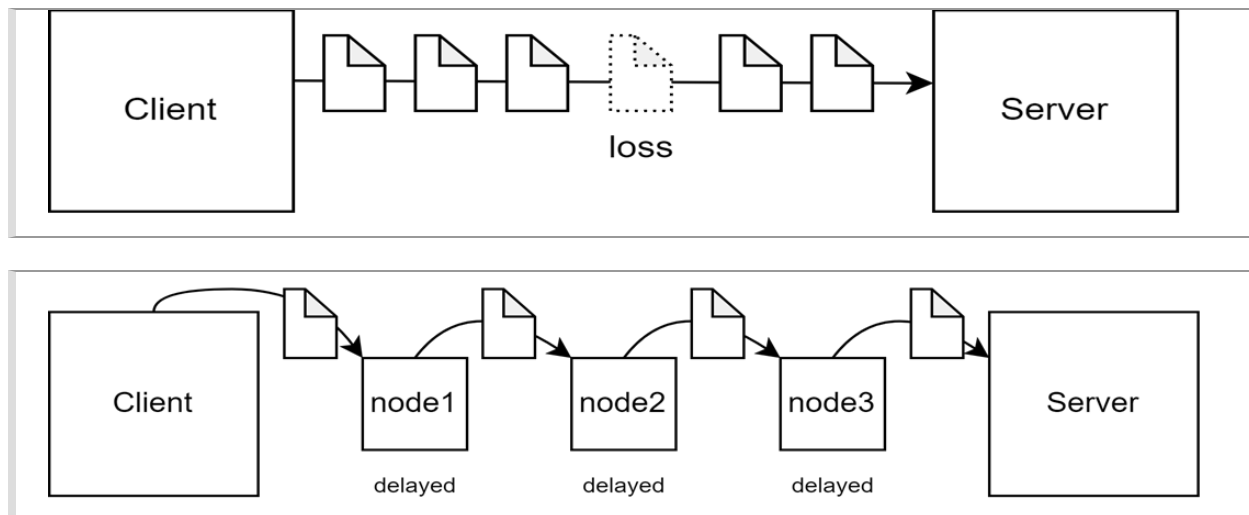 Client
loss
Server
Client
node1
node2
node3
Server
delayed
delayed
delayed